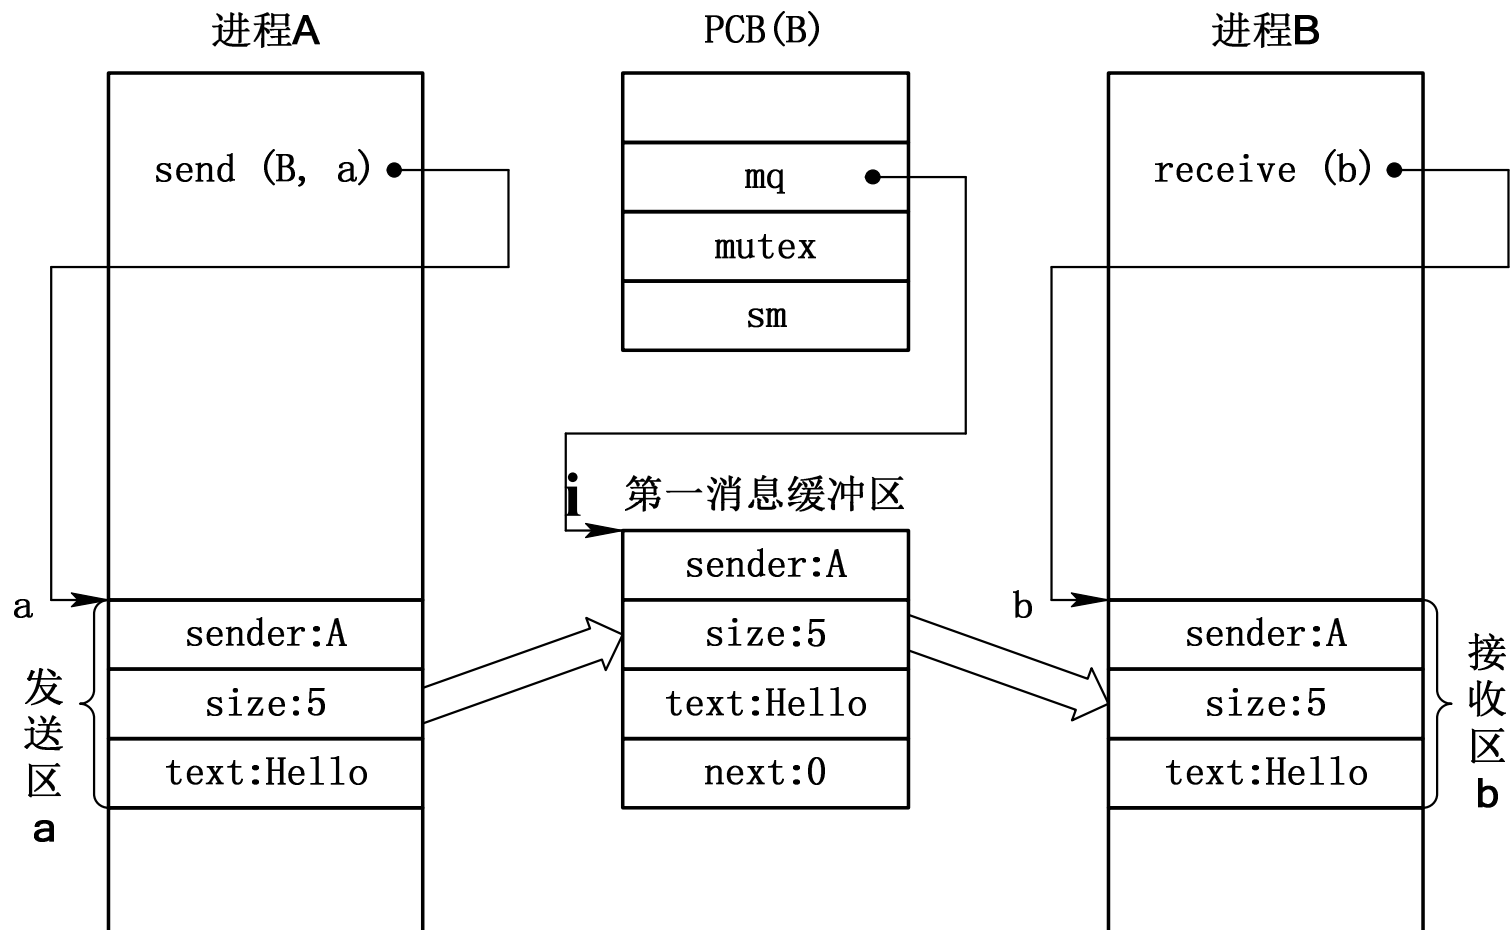 进程A
PCB(B)
进程B
send (B, a)
mq
mutex
sm
receive (b)
i
第一消息缓冲区
sender:A
size:5
text:Hello
next:0
a
sender:A
size:5
text:Hello
发送区a
b
sender:A
size:5
text:Hello
接收区b